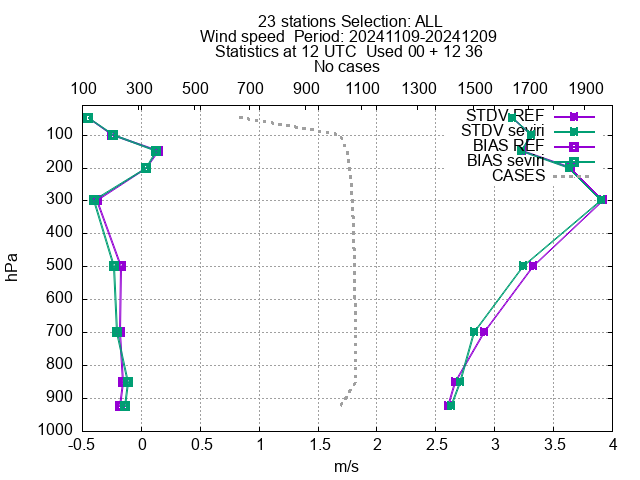 23 stations Selection: ALL
Wind speed  Period: 20241109-20241209
Statistics at 12 UTC  Used 00 + 12 36
No cases
100 300 500 700 900 1100 1300 1500 1700 1900
STDV REF
STDV seviri
BIAS REF
BIAS seviri
CASES
100
200
300
400
500
600
700
800
900
1000
hPa
-0.5 0 0.5 1 1.5 2 2.5 3 3.5 4
m/s